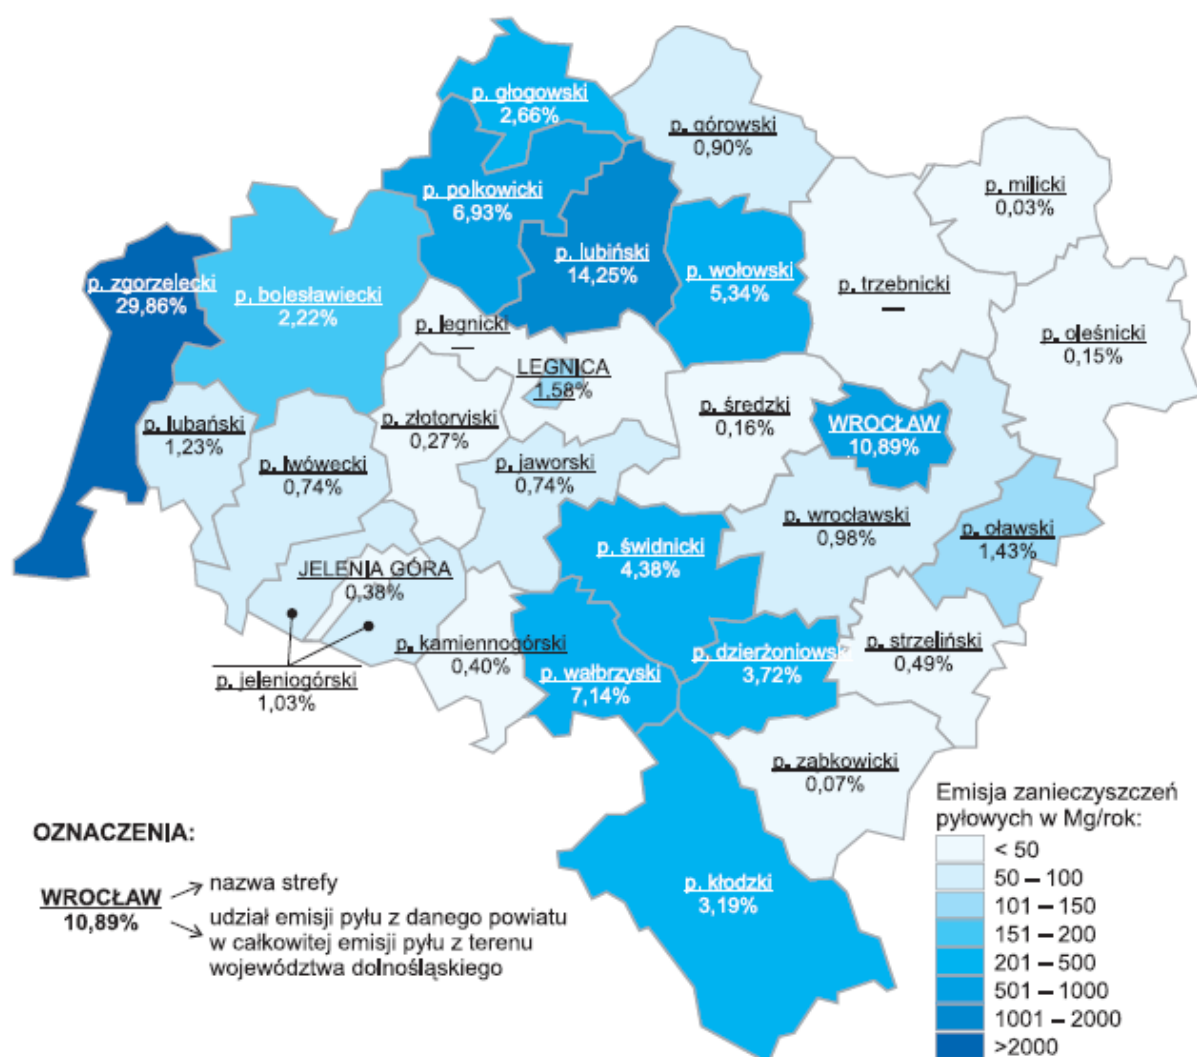 p. głogowski
2,66%
p. górowski
0,90%
p. milicki
0,03%
p. polkowicki
6,93%
p. lubiński
14,25%
p. wołowski
5,34%
p. trzebnicki
—
p. oleśnicki
0,15%
p. zgorzelecki
29,86%
p. bolesławiecki
2,22%
p. legnicki
—
LEGNICA
1,58%
p. lubański
1,23%
p. złotoryjski
0,27%
p. średzki
0,16%
WROCŁAW
10,89%
p. lwówecki
0,74%
p. jaworski
0,74%
p. wrocławski
0,98%
p. oławski
1,43%
p. świdnicki
4,38%
JELENIA GÓRA
0,38%
p. kamiennogórski
0,40%
p. jeleniogórski
1,03%
p. wałbrzyski
7,14%
p. dzierżoniowski
3,72%
p. strzeliński
0,49%
p. ząbkowicki
0,07%
p. kłodzki
3,19%
OZNACZENIA:
WROCŁAW
10,89%
nazwa strefy
udział emisji pyłu z danego powiatu
w całkowitej emisji pyłu z terenu
województwa dolnośląskiego
Emisja zanieczyszczeń
pyłowych w Mg/rok:
< 50
50 – 100
101 – 150
151 – 200
201 – 500
501 – 1000
1001 – 2000
>2000